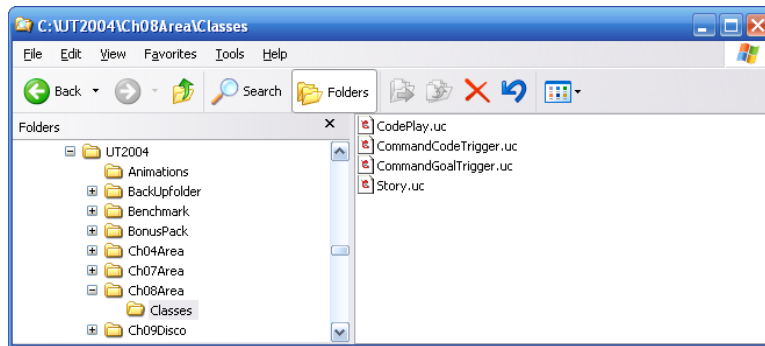 C:\UT2004\Ch08Area\Classes
File Edit View Favorites Tools Help
Back Search Folders
Folders x
UT2004
Animations
BackUpfolder
Benchmark
BonusPack
Ch04Area
Ch07Area
Ch08Area
Classes
Ch09Disco
CodePlay.uc
CommandCodeTrigger.uc
CommandGoalTrigger.uc
Story.uc